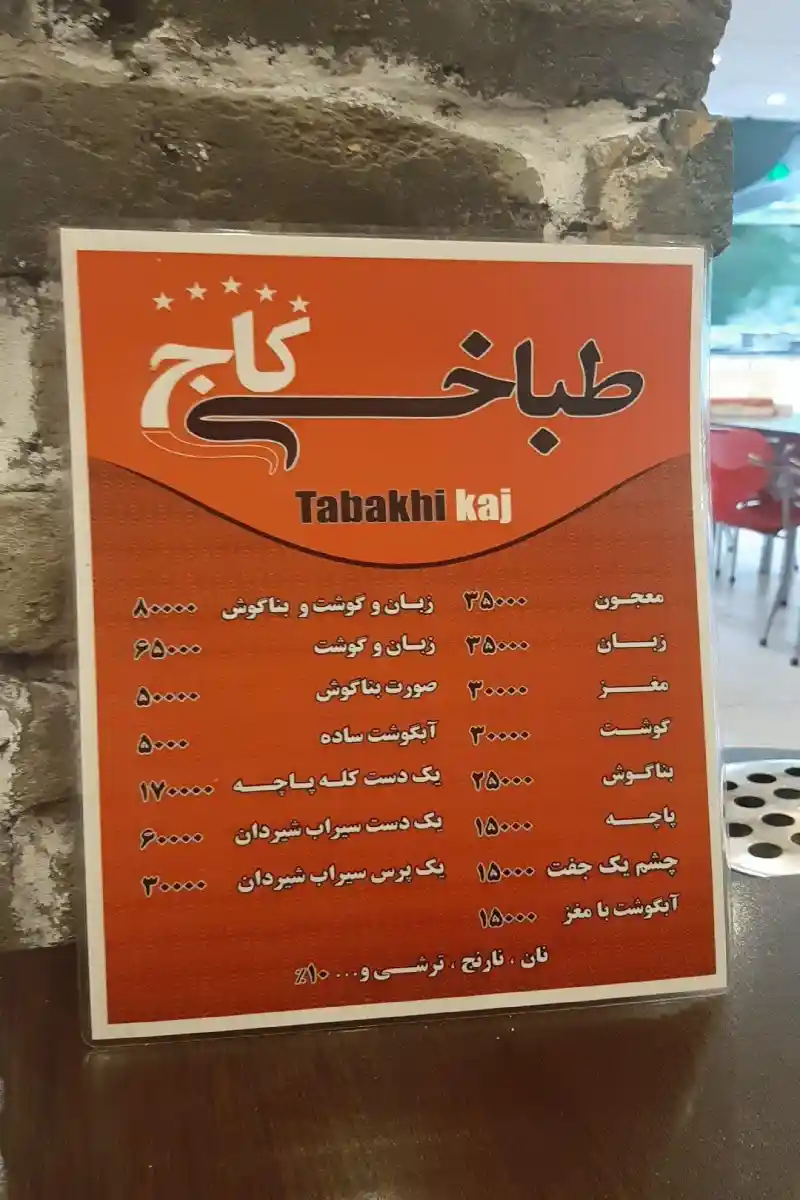 طباخی کاج
Tabakhi kaj
معجون ۳۵۰۰۰
زبان ۳۵۰۰۰
مغز ۳۰۰۰۰
گوشت ۳۰۰۰۰
بناگوش ۲۵۰۰۰
پاچه ۱۵۰۰۰
چشم یک جفت ۱۵۰۰۰
آبگوشت با مغز ۱۵۰۰۰
زبان و گوشت و بناگوش ۸۰۰۰۰
زبان و گوشت ۶۵۰۰۰
صورت بناگوش ۵۰۰۰۰
آبگوشت ساده ۵۰۰۰
یک دست کله پاچه ۱۷۰۰۰۰
یک دست سیراب شیردان ۶۰۰۰۰
یک پرس سیراب شیردان ۳۰۰۰۰
نان ، نارنج ، ترشی و... ۱۰٪